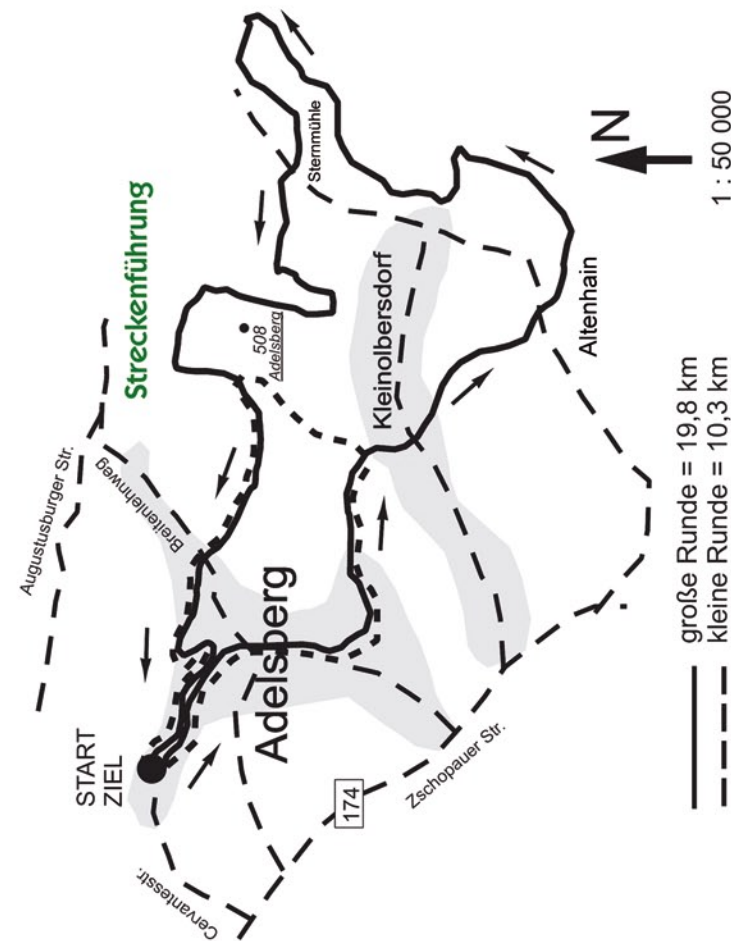 Streckenführung
Augustusburger Str.
Breitenlehnweg
START
ZIEL
Adelsberg
508
Adelsberg
Sternmühle
Kleinolbersdorf
Altenhain
Cervantesstr.
174
Zschopauer Str.
N
1 : 50 000
große Runde = 19,8 km
kleine Runde = 10,3 km